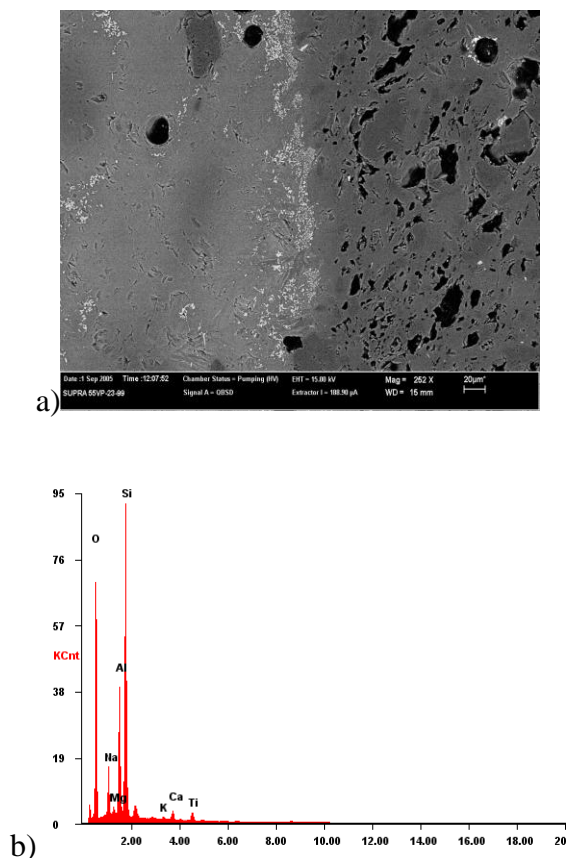 Date :1 Sep 2005 Time :12:07:52 Chamber Status = Pumping (HV) EHT = 15.00 kV Mag = 252 X 20µm*
SUPRA 55VP-23-99 Signal A = QBSD Extractor I = 108.90 µA WD = 15 mm
a)
95
Si
O
76
57
KCnt
38
Al
19
Na
Mg
K
Ca
Ti
0
2.00 4.00 6.00 8.00 10.00 12.00 14.00 16.00 18.00 20
b)